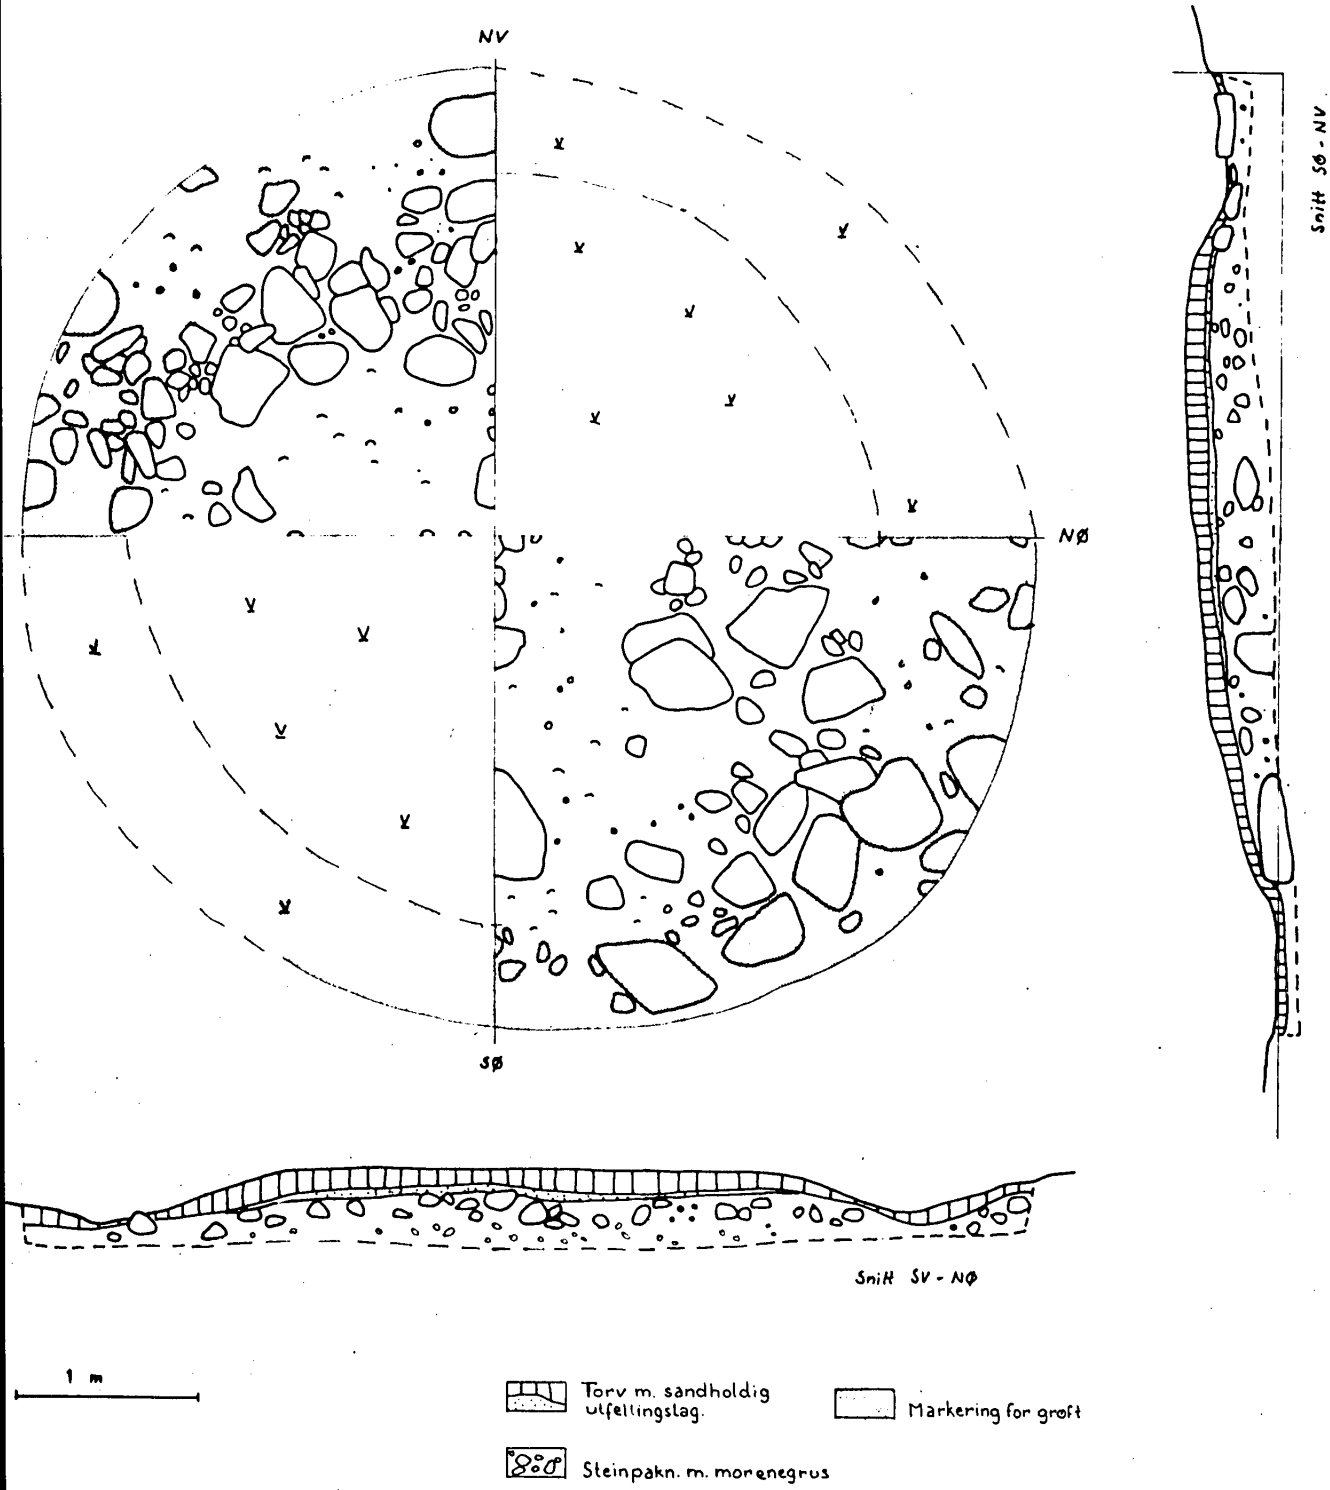 NV
Snitt SØ - NV
NØ
SØ
Snitt SV - NØ
1 m
Torv m. sandholdig
utfellingslag.
Markering for grøft
Steinpakn. m. morenegrus